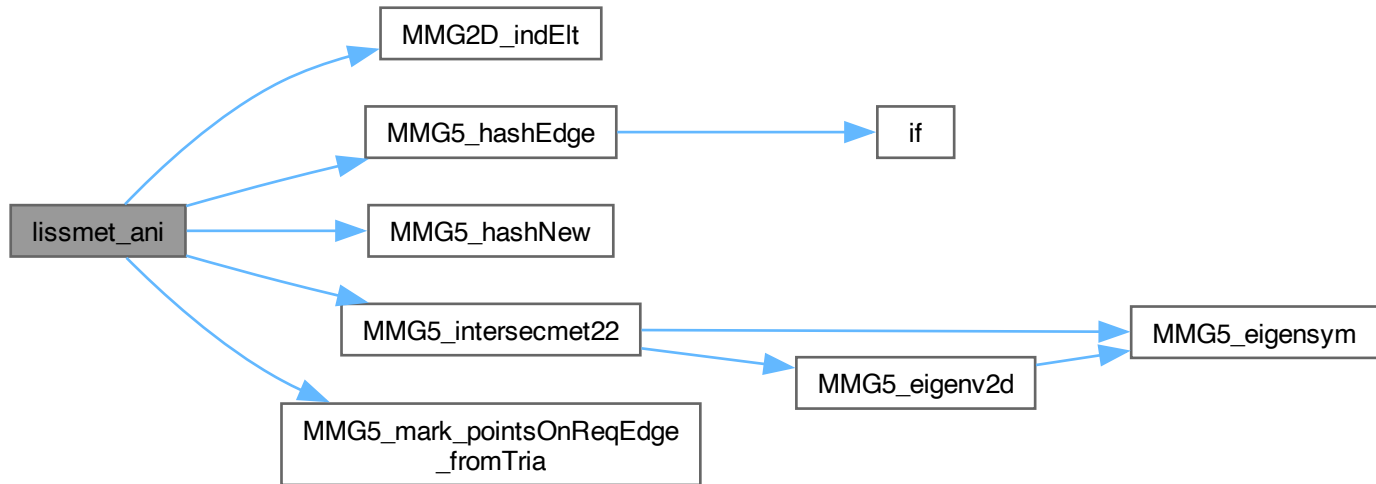 MMG2D_indElt
MMG5_hashEdge
if
lissmet_ani
MMG5_hashNew
MMG5_intersecmet22
MMG5_eigensym
MMG5_eigenv2d
MMG5_mark_pointsOnReqEdge
_fromTria